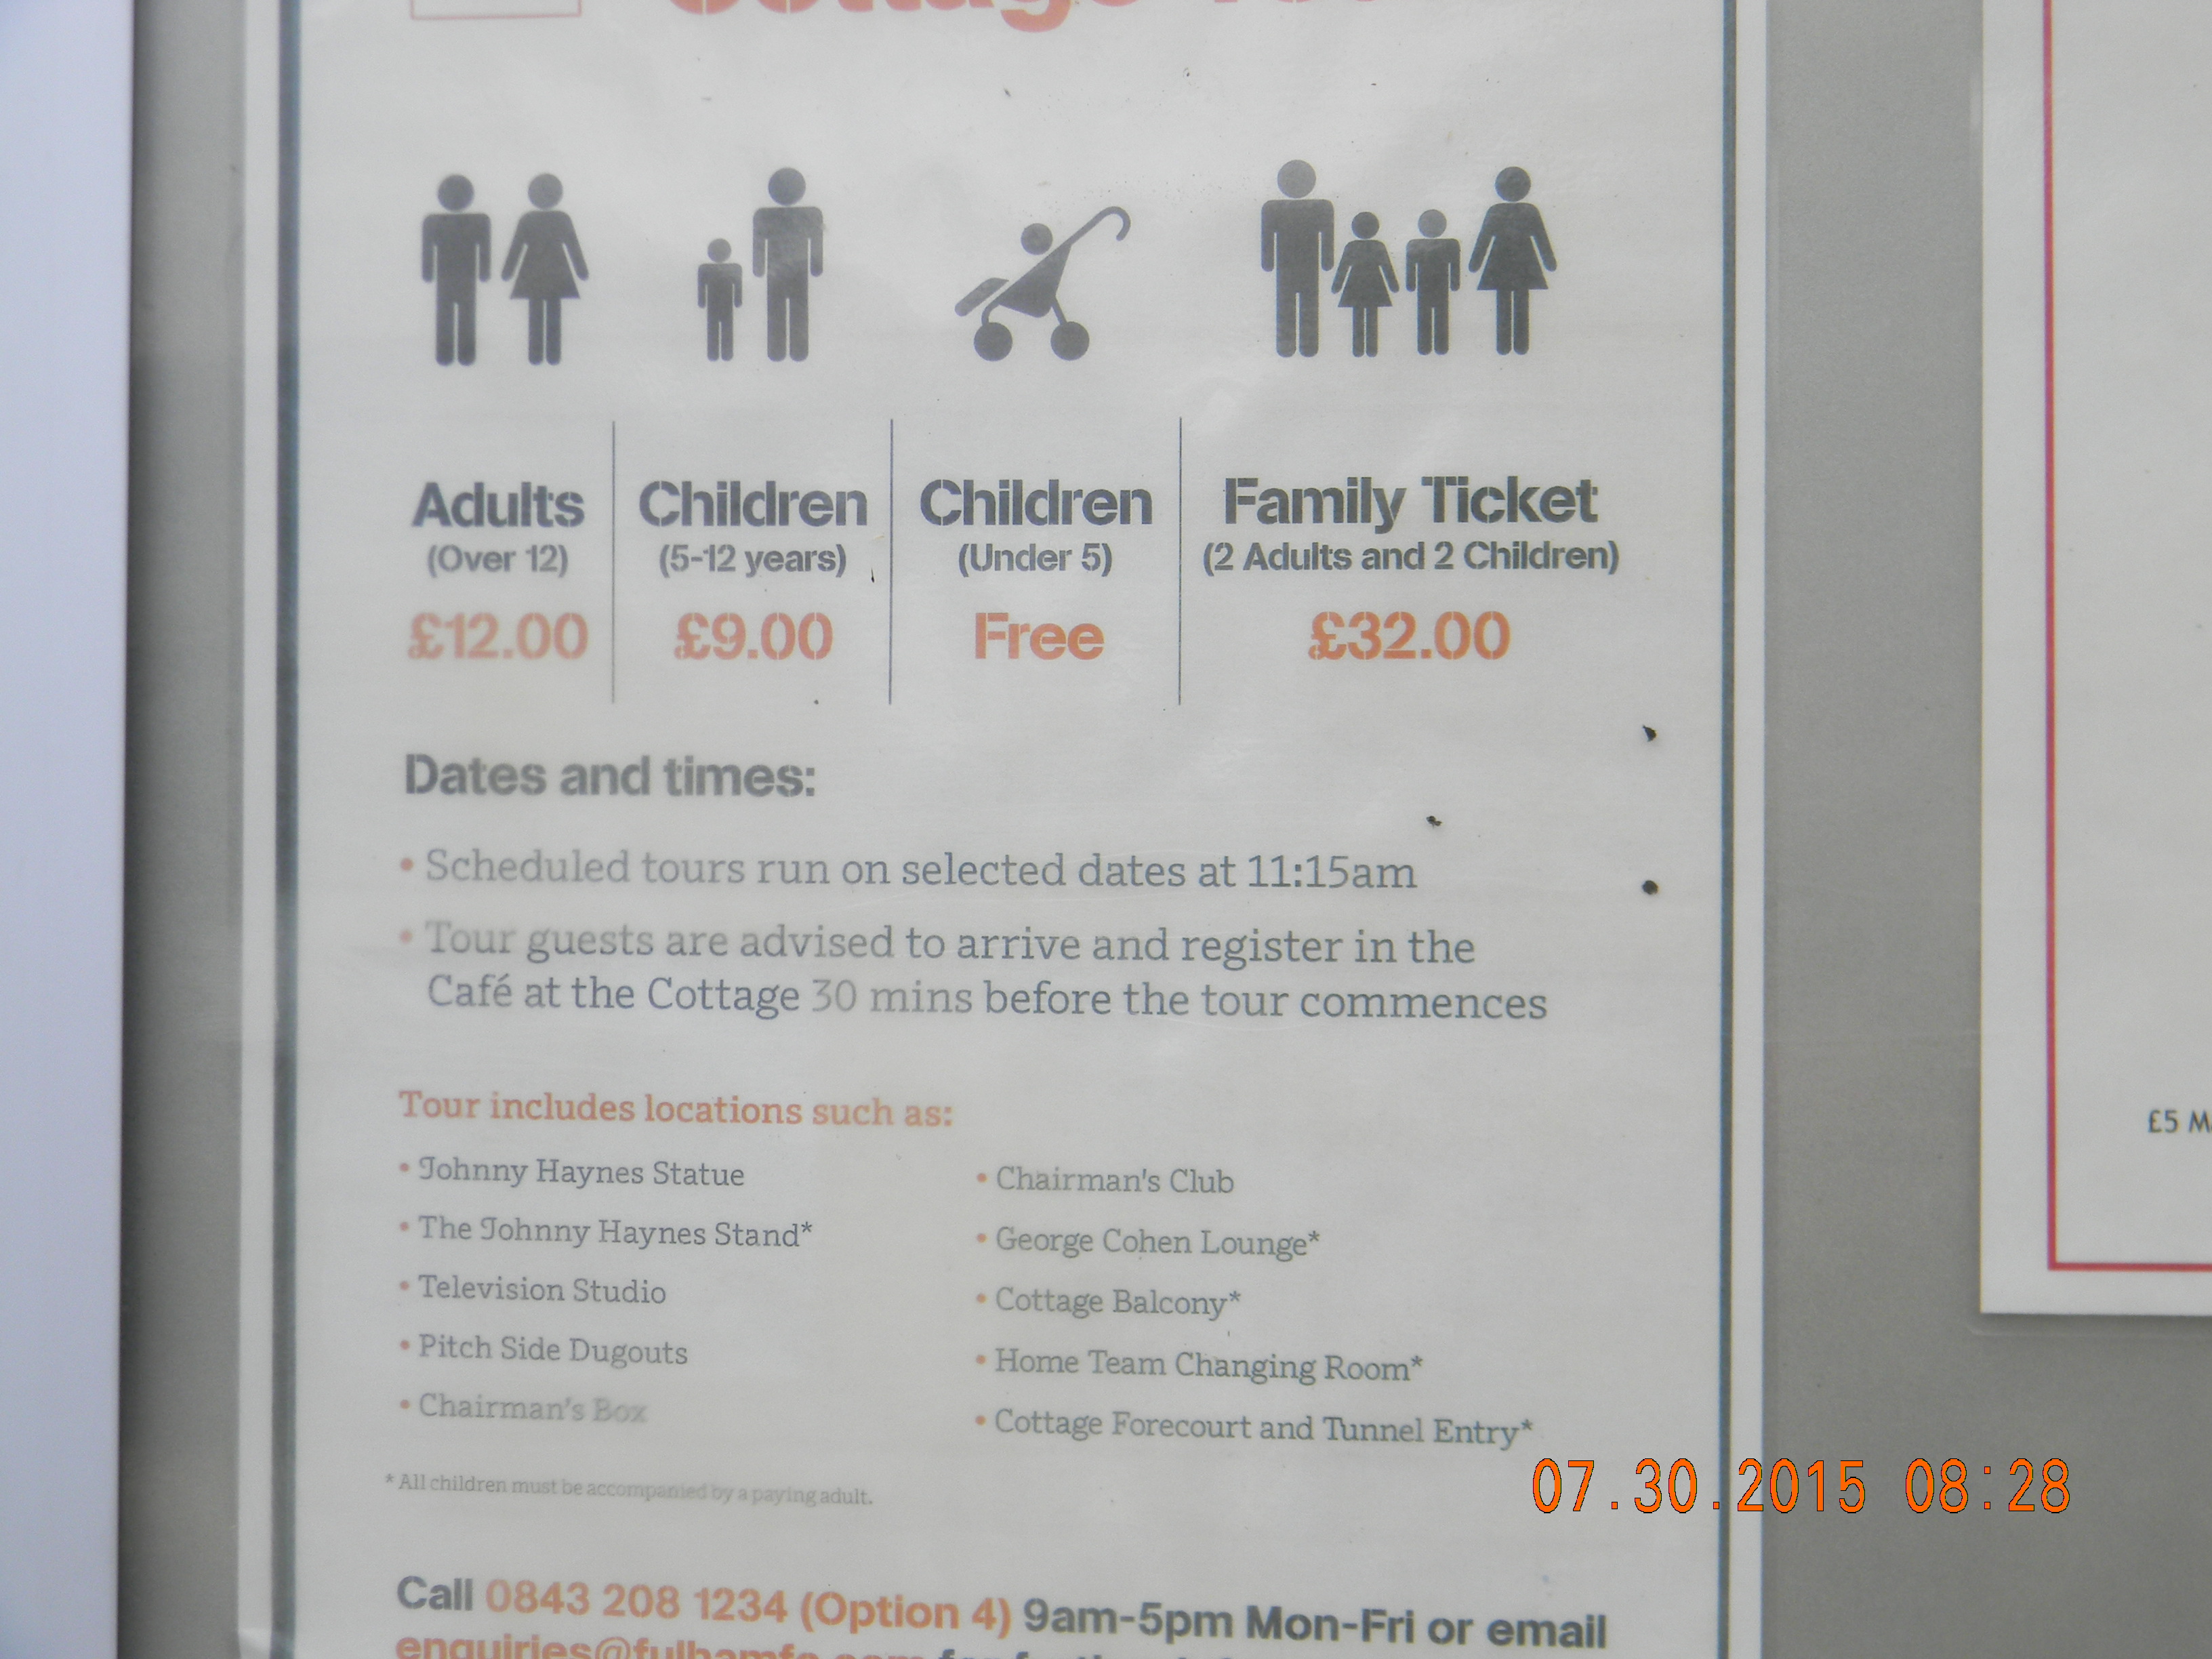 Cottage
Adults
(Over 12)
£12.00
Children
(5-12 years)
£9.00
Children
(Under 5)
Free
Family Ticket
(2 Adults and 2 Children)
£32.00
Dates and times:
• Scheduled tours run on selected dates at 11:15am
• Tour guests are advised to arrive and register in the
Café at the Cottage 30 mins before the tour commences
Tour includes locations such as:
• Johnny Haynes Statue
• The Johnny Haynes Stand*
• Television Studio
• Pitch Side Dugouts
• Chairman's Box
• Chairman's Club
• George Cohen Lounge*
• Cottage Balcony*
• Home Team Changing Room*
• Cottage Forecourt and Tunnel Entry*
* All children must be accompanied by a paying adult.
Call 0843 208 1234 (Option 4) 9am-5pm Mon-Fri or email
enquiries@fulhamfc.com for
£5
07.30.2015 08:28